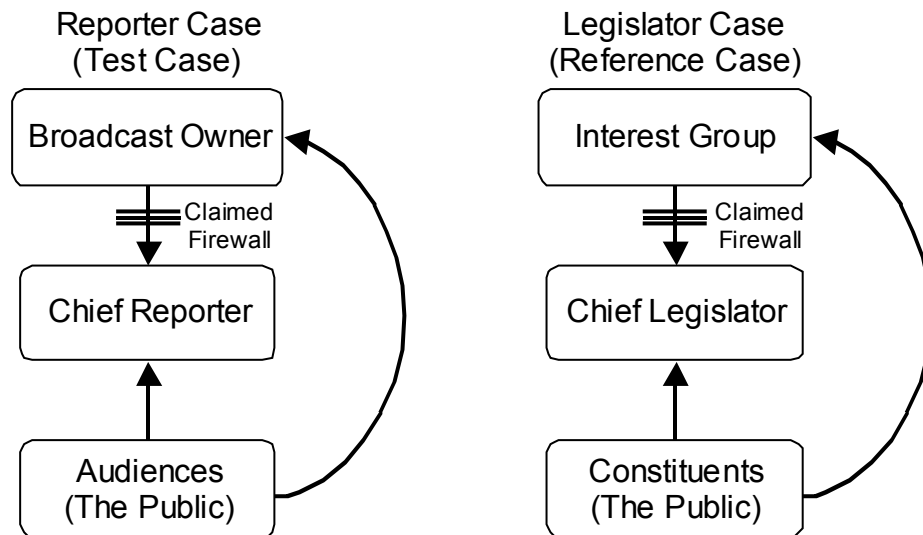 Reporter Case
(Test Case)
Broadcast Owner
Claimed
Firewall
Chief Reporter
Audiences
(The Public)
Legislator Case
(Reference Case)
Interest Group
Claimed
Firewall
Chief Legislator
Constituents
(The Public)